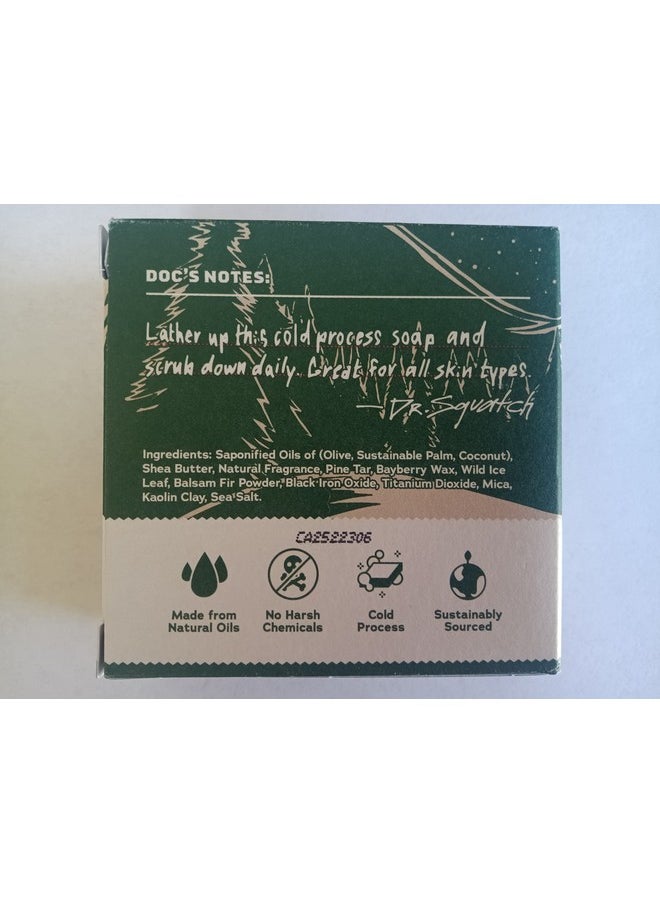 DOC'S NOTES:
Lather up this cold process soap and
scrub down daily. Great for all skin types.
— Dr. Squatch
Ingredients: Saponified Oils of (Olive, Sustainable Palm, Coconut),
Shea Butter, Natural Fragrance, Pine Tar, Bayberry Wax, Wild Ice
Leaf, Balsam Fir Powder, Black Iron Oxide, Titanium Dioxide, Mica,
Kaolin Clay, Sea Salt.
CA2522306
Made from
Natural Oils
No Harsh
Chemicals
Cold
Process
Sustainably
Sourced